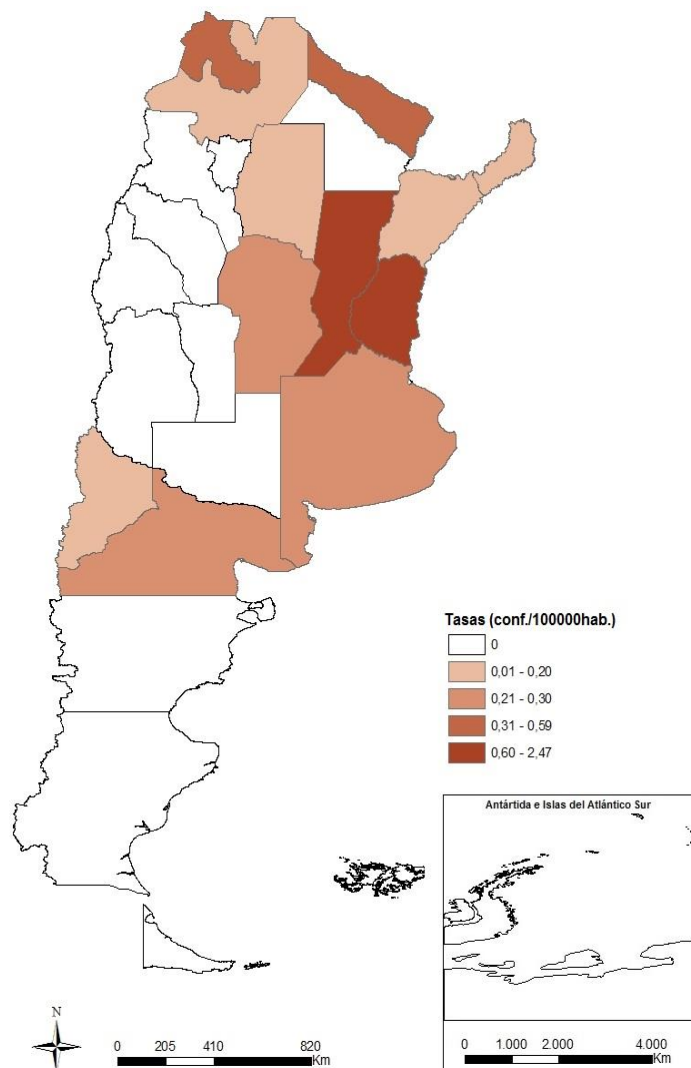 Tasas (conf./100000hab.)
0
0,01 - 0,20
0,21 - 0,30
0,31 - 0,59
0,60 - 2,47
Antártida e Islas del Atlántico Sur
N
0 205 410 820
Km
0 1.000 2.000 4.000
Km